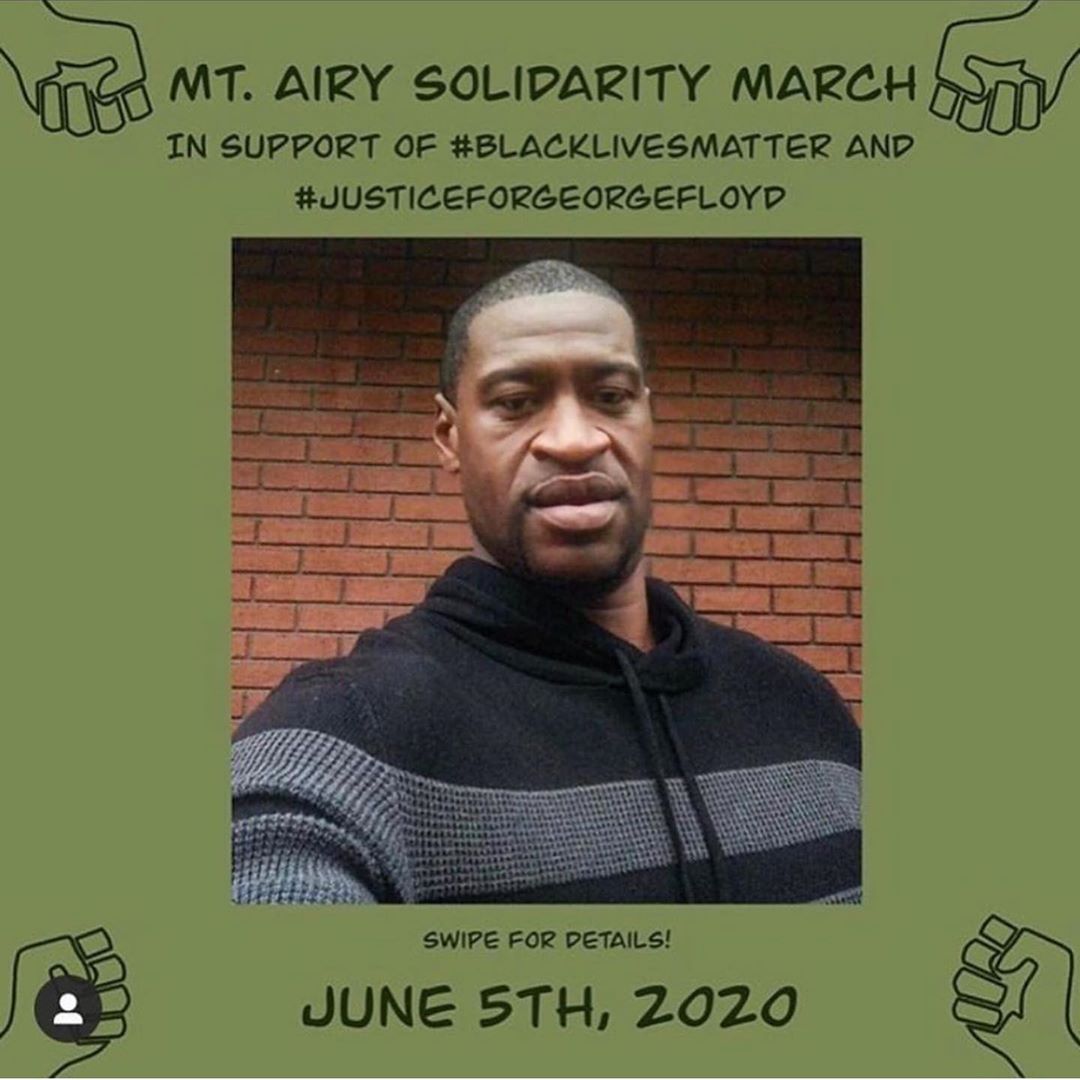 MT. AIRY SOLIDARITY MARCH
IN SUPPORT OF #BLACKLIVESMATTER AND
#JUSTICEFORGEORGEFLOYD
SWIPE FOR DETAILS!
JUNE 5TH, 2020